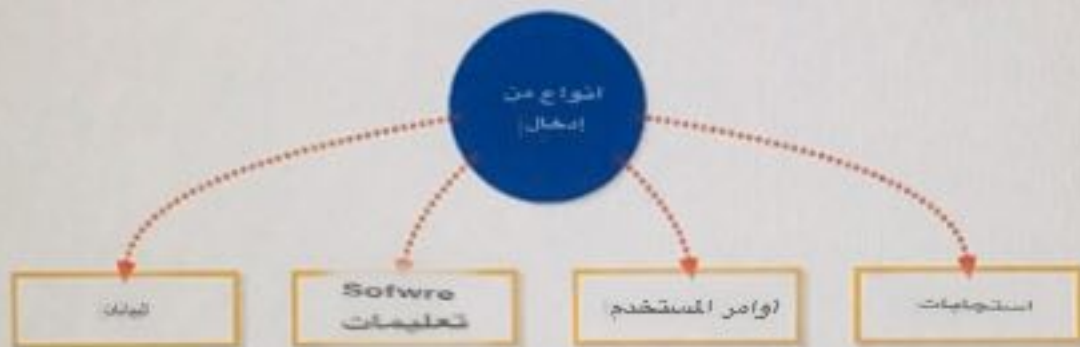 انواع من
إدخال
استجابات
اوامر المستخدم
Sofwre
تعليمات
البيانات